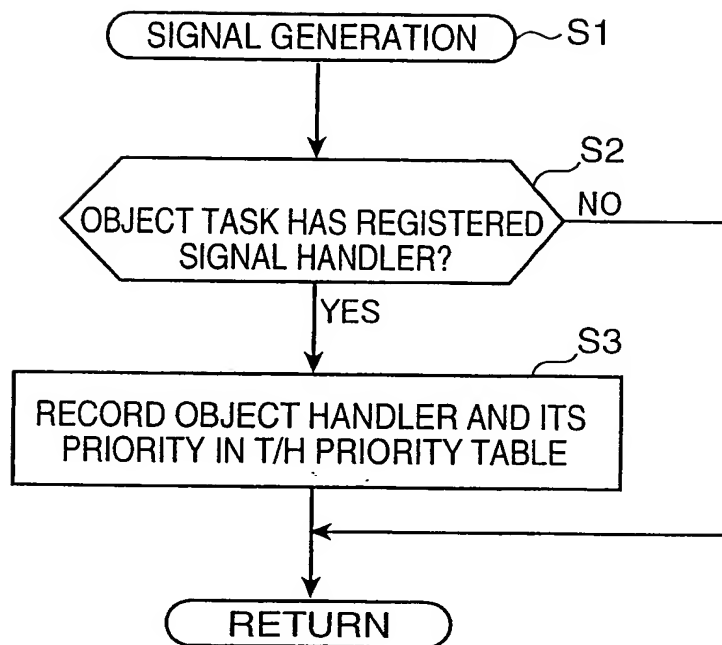 SIGNAL GENERATION
S1
S2
OBJECT TASK HAS REGISTERED
SIGNAL HANDLER?
NO
YES
S3
RECORD OBJECT HANDLER AND ITS
PRIORITY IN T/H PRIORITY TABLE
RETURN